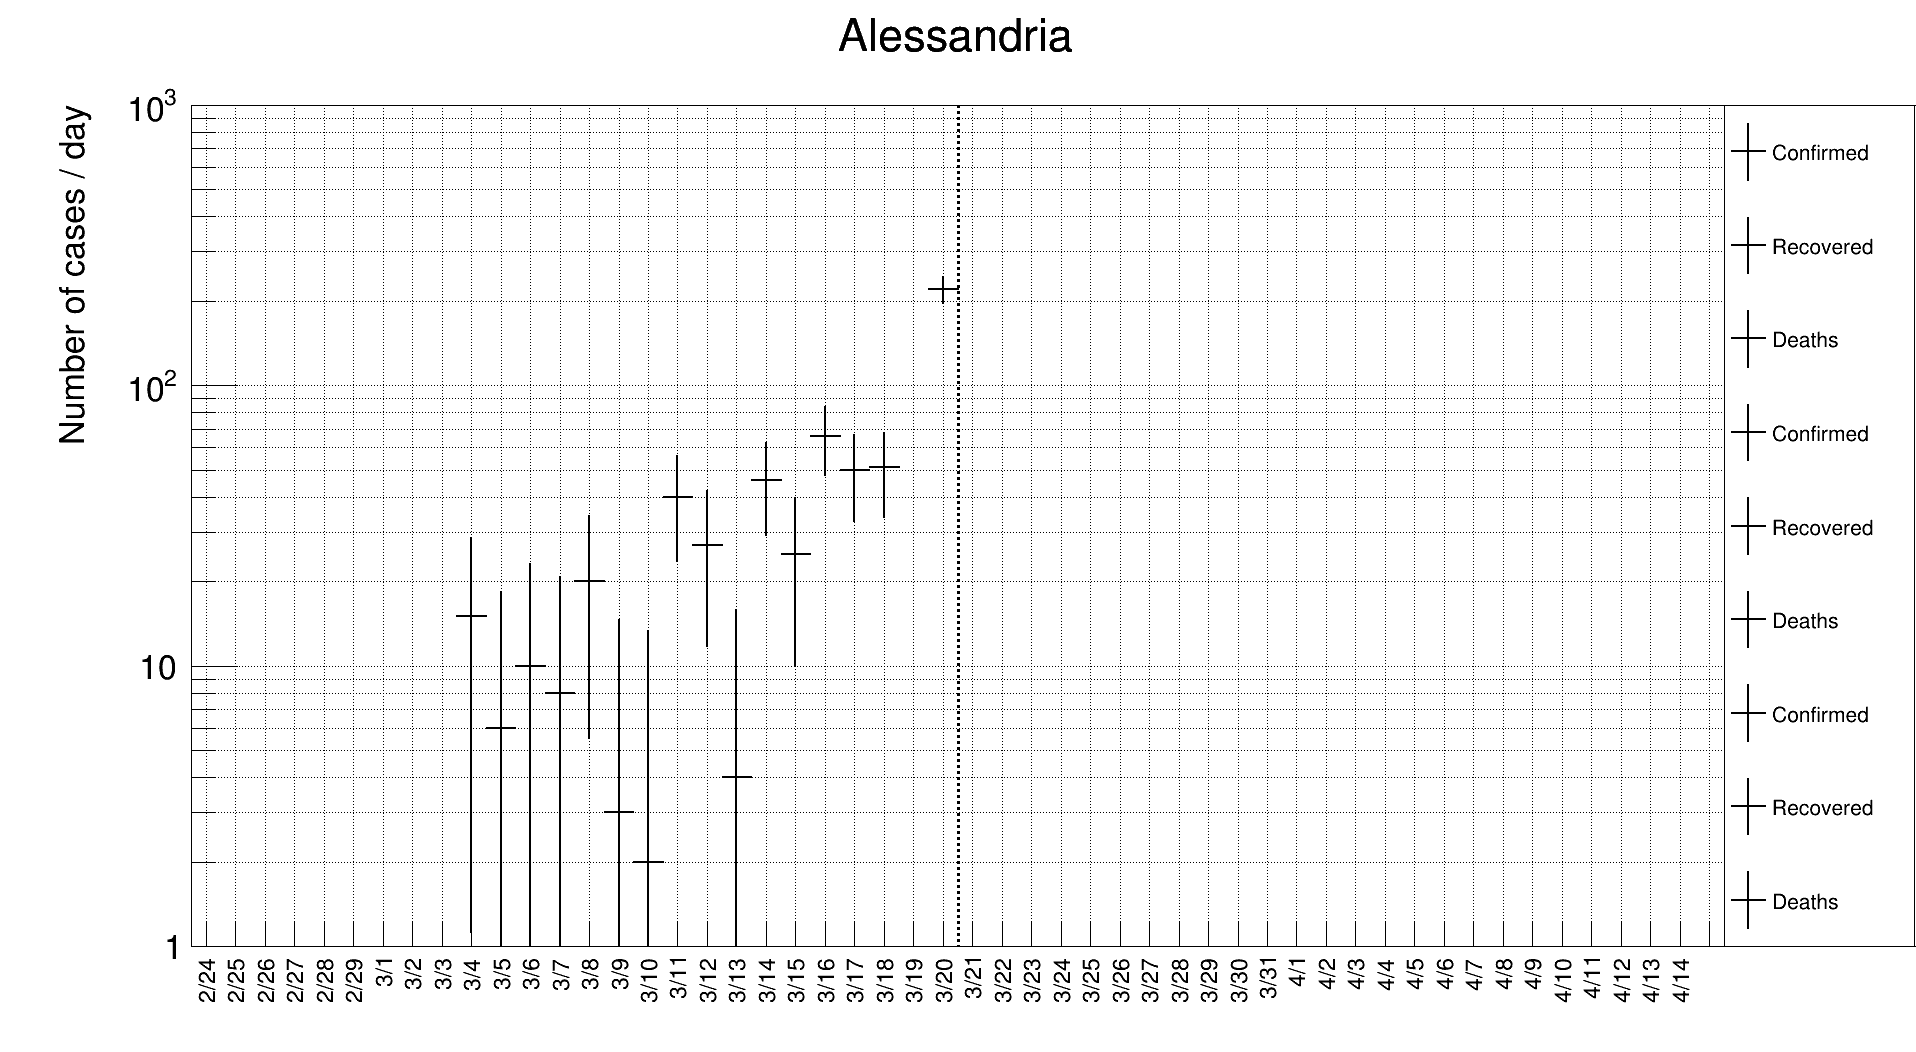 Alessandria
Number of cases / day
10³
10²
10
1
2/24 2/25 2/26 2/27 2/28 2/29 3/1 3/2 3/3 3/4 3/5 3/6 3/7 3/8 3/9 3/10 3/11 3/12 3/13 3/14 3/15 3/16 3/17 3/18 3/19 3/20 3/21 3/22 3/23 3/24 3/25 3/26 3/27 3/28 3/29 3/30 3/31 4/1 4/2 4/3 4/4 4/5 4/6 4/7 4/8 4/9 4/10 4/11 4/12 4/13 4/14
Confirmed
Recovered
Deaths
Confirmed
Recovered
Deaths
Confirmed
Recovered
Deaths